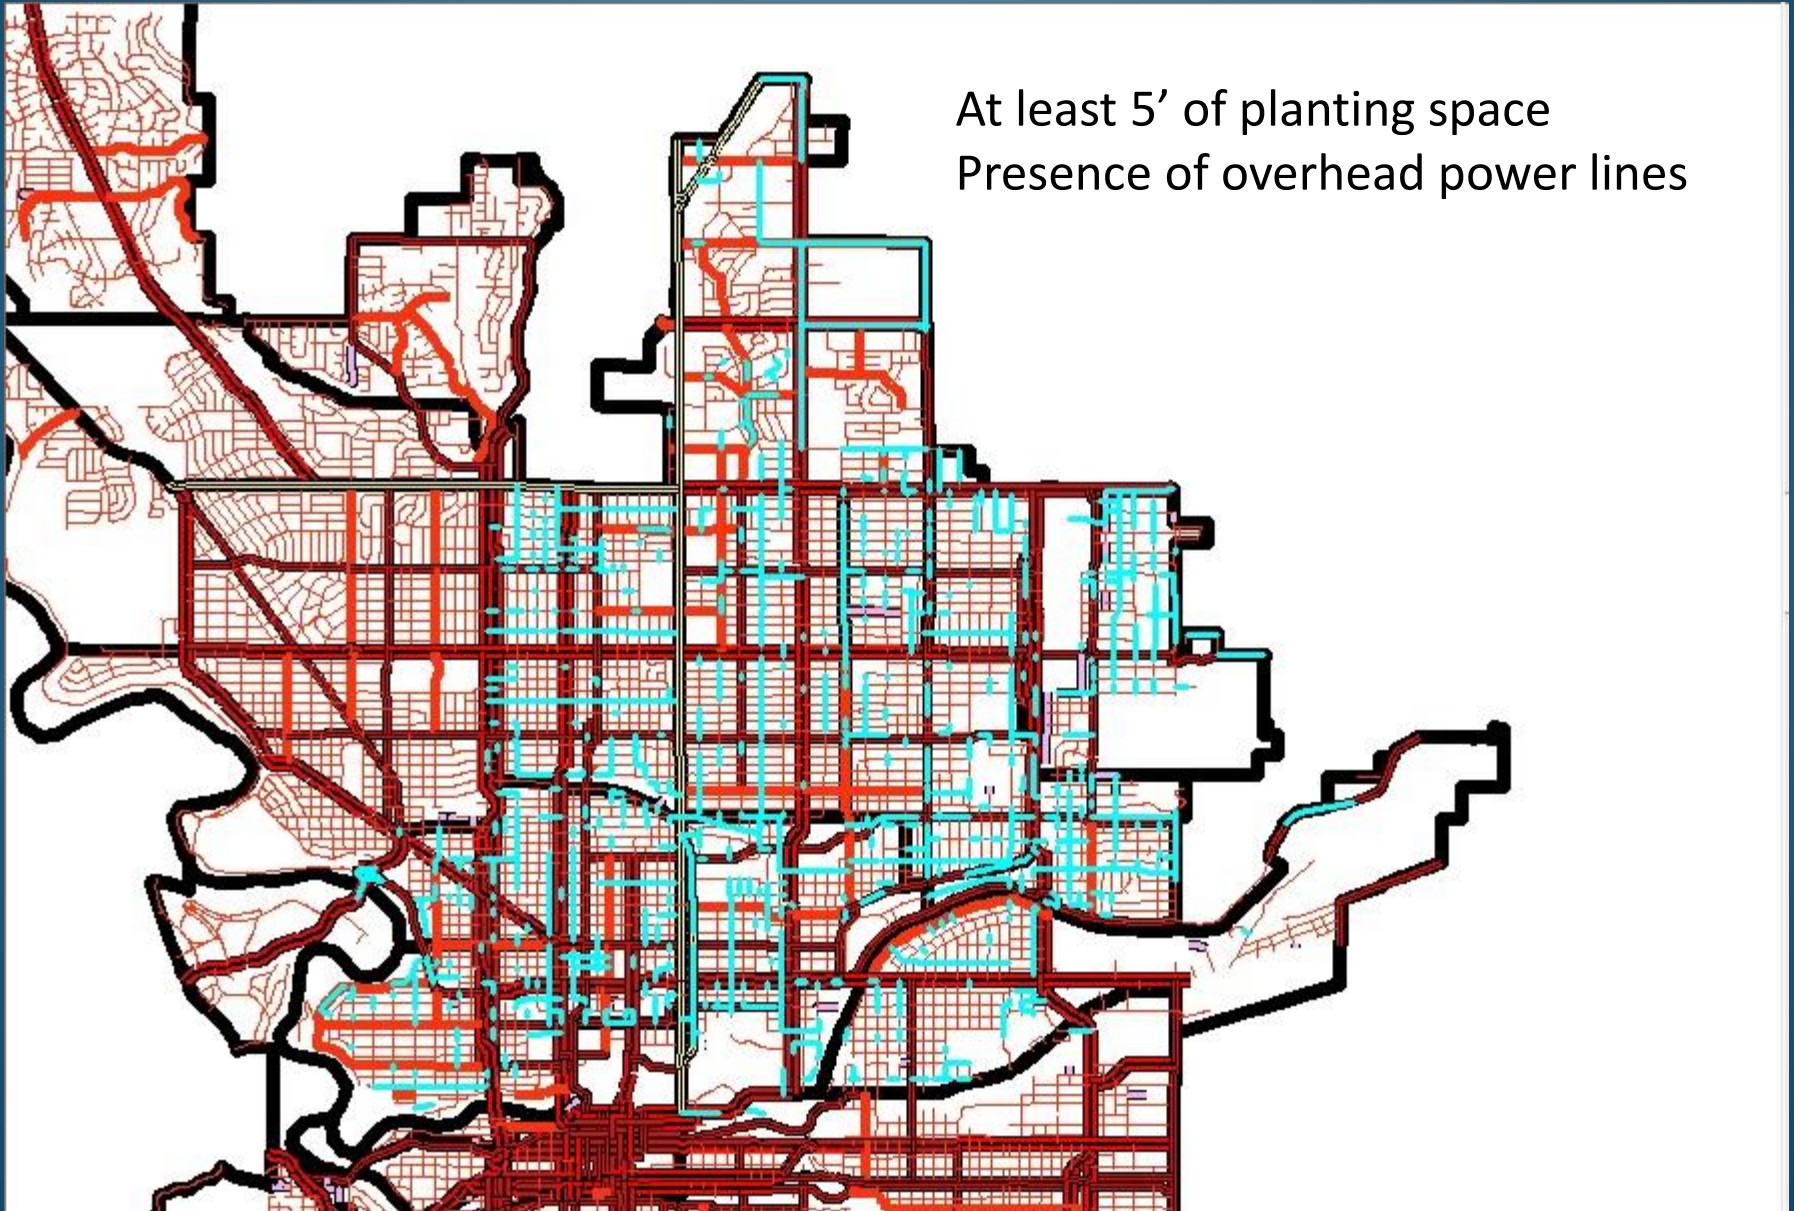 At least 5’ of planting space
Presence of overhead power lines